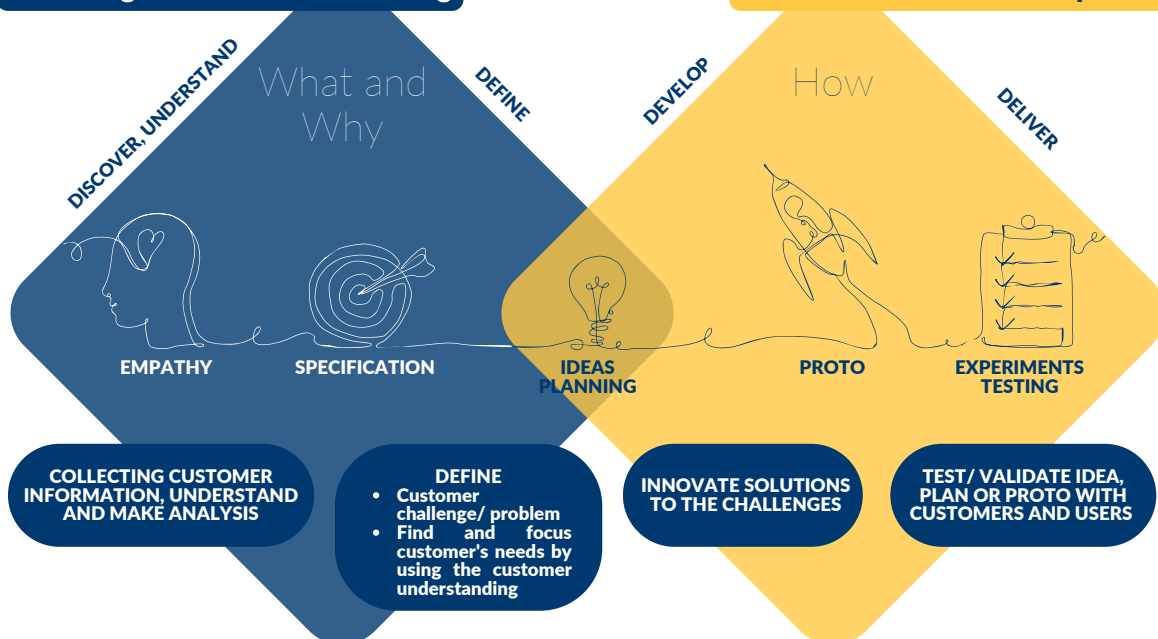 What and
Why
How
DISCOVER, UNDERSTAND
DEFINE
DEVELOP
DELIVER
EMPATHY
SPECIFICATION
IDEAS
PLANNING
PROTO
EXPERIMENTS
TESTING
COLLECTING CUSTOMER
INFORMATION, UNDERSTAND
AND MAKE ANALYSIS
DEFINE
• Customer
challenge/ problem
• Find and focus
customer's needs by
using the customer
understanding
INNOVATE SOLUTIONS
TO THE CHALLENGES
TEST/ VALIDATE IDEA,
PLAN OR PROTO WITH
CUSTOMERS AND USERS